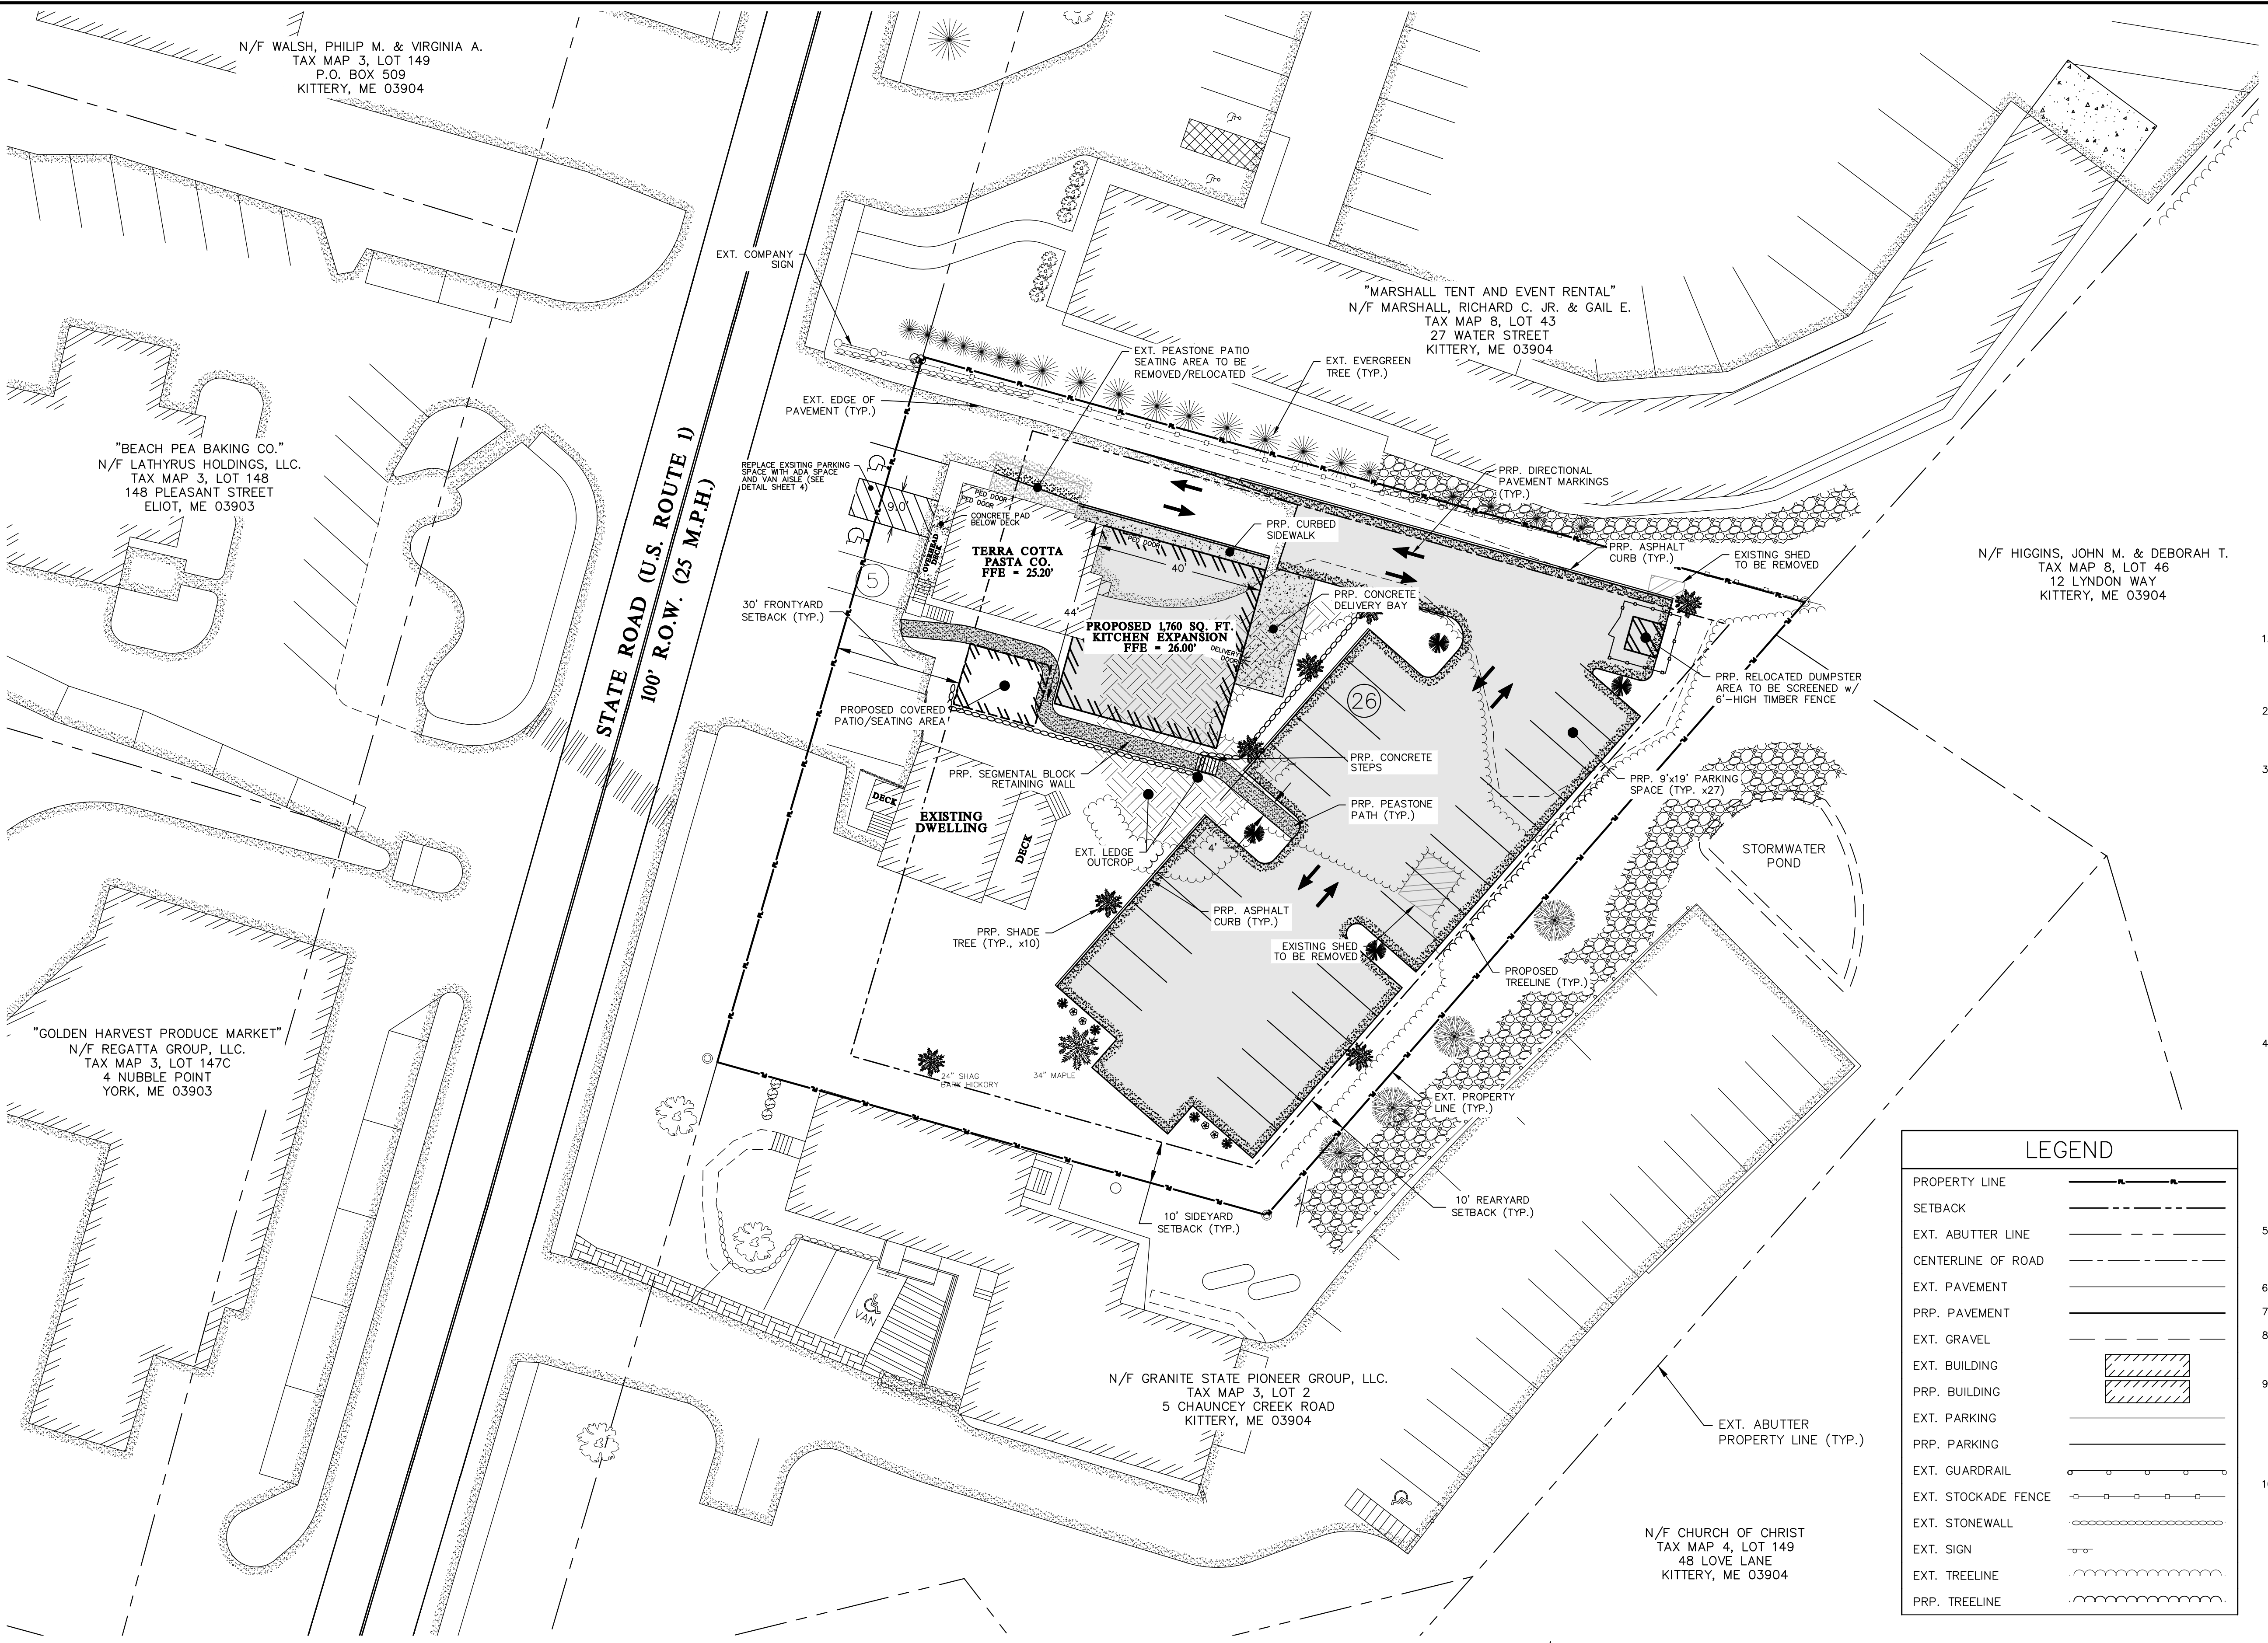 N/F WALSH, PHILIP M. & VIRGINIA A.
TAX MAP 3, LOT 149
P.O. BOX 509
KITTERY, ME 03904
EXT. COMPANY
SIGN
"MARSHALL TENT AND EVENT RENTAL"
N/F MARSHALL, RICHARD C. JR. & GAIL E.
TAX MAP 8, LOT 43
27 WATER STREET
KITTERY, ME 03904
EXT. PEASTONE PATIO
SEATING AREA TO BE
REMOVED/RELOCATED
EXT. EVERGREEN
TREE (TYP.)
EXT. EDGE OF
PAVEMENT (TYP.)
"BEACH PEA BAKING CO."
N/F LATHYRUS HOLDINGS, LLC.
TAX MAP 3, LOT 148
148 PLEASANT STREET
ELIOT, ME 03903
STATE ROAD (U.S. ROUTE 1)
100' R.O.W. (25 M.P.H.)
REPLACE EXSITING PARKING
SPACE WITH ADA SPACE
AND VAN AISLE (SEE
DETAIL SHEET 4)
9.0'
PED DOOR
PED DOOR
CONCRETE PAD
BELOW DECK
OVERHEAD
DECK
TERRA COTTA
PASTA CO.
FFE = 25.20'
PED DOOR
40'
44'
PRP. CURBED
SIDEWALK
PRP. DIRECTIONAL
PAVEMENT MARKINGS
(TYP.)
PRP. ASPHALT
CURB (TYP.)
EXISTING SHED
TO BE REMOVED
N/F HIGGINS, JOHN M. & DEBORAH T.
TAX MAP 8, LOT 46
12 LYNDON WAY
KITTERY, ME 03904
5
30' FRONTYARD
SETBACK (TYP.)
PRP. CONCRETE
DELIVERY BAY
PROPOSED 1,760 SQ. FT.
KITCHEN EXPANSION
FFE = 26.00'
DELIVERY
DOOR
26
PRP. RELOCATED DUMPSTER
AREA TO BE SCREENED w/
6'-HIGH TIMBER FENCE
PROPOSED COVERED
PATIO/SEATING AREA
PRP. SEGMENTAL BLOCK
RETAINING WALL
PRP. CONCRETE
STEPS
PRP. 9'x19' PARKING
SPACE (TYP. x27)
PRP. PEASTONE
PATH (TYP.)
DECK
EXISTING
DWELLING
DECK
EXT. LEDGE
OUTCROP
4'
STORMWATER
POND
PRP. ASPHALT
CURB (TYP.)
PRP. SHADE
TREE (TYP., x10)
EXISTING SHED
TO BE REMOVED
PROPOSED
TREELINE (TYP.)
"GOLDEN HARVEST PRODUCE MARKET"
N/F REGATTA GROUP, LLC.
TAX MAP 3, LOT 147C
4 NUBBLE POINT
YORK, ME 03903
24" SHAG
BARK HICKORY
34" MAPLE
EXT. PROPERTY
LINE (TYP.)
10' REARYARD
SETBACK (TYP.)
10' SIDEYARD
SETBACK (TYP.)
VAN
N/F GRANITE STATE PIONEER GROUP, LLC.
TAX MAP 3, LOT 2
5 CHAUNCEY CREEK ROAD
KITTERY, ME 03904
EXT. ABUTTER
PROPERTY LINE (TYP.)
N/F CHURCH OF CHRIST
TAX MAP 4, LOT 149
48 LOVE LANE
KITTERY, ME 03904
LEGEND
PROPERTY LINE
SETBACK
EXT. ABUTTER LINE
CENTERLINE OF ROAD
EXT. PAVEMENT
PRP. PAVEMENT
EXT. GRAVEL
EXT. BUILDING
PRP. BUILDING
EXT. PARKING
PRP. PARKING
EXT. GUARDRAIL
EXT. STOCKADE FENCE
EXT. STONEWALL
EXT. SIGN
EXT. TREELINE
PRP. TREELINE
1.
2
3
4
5
6
7
8
9